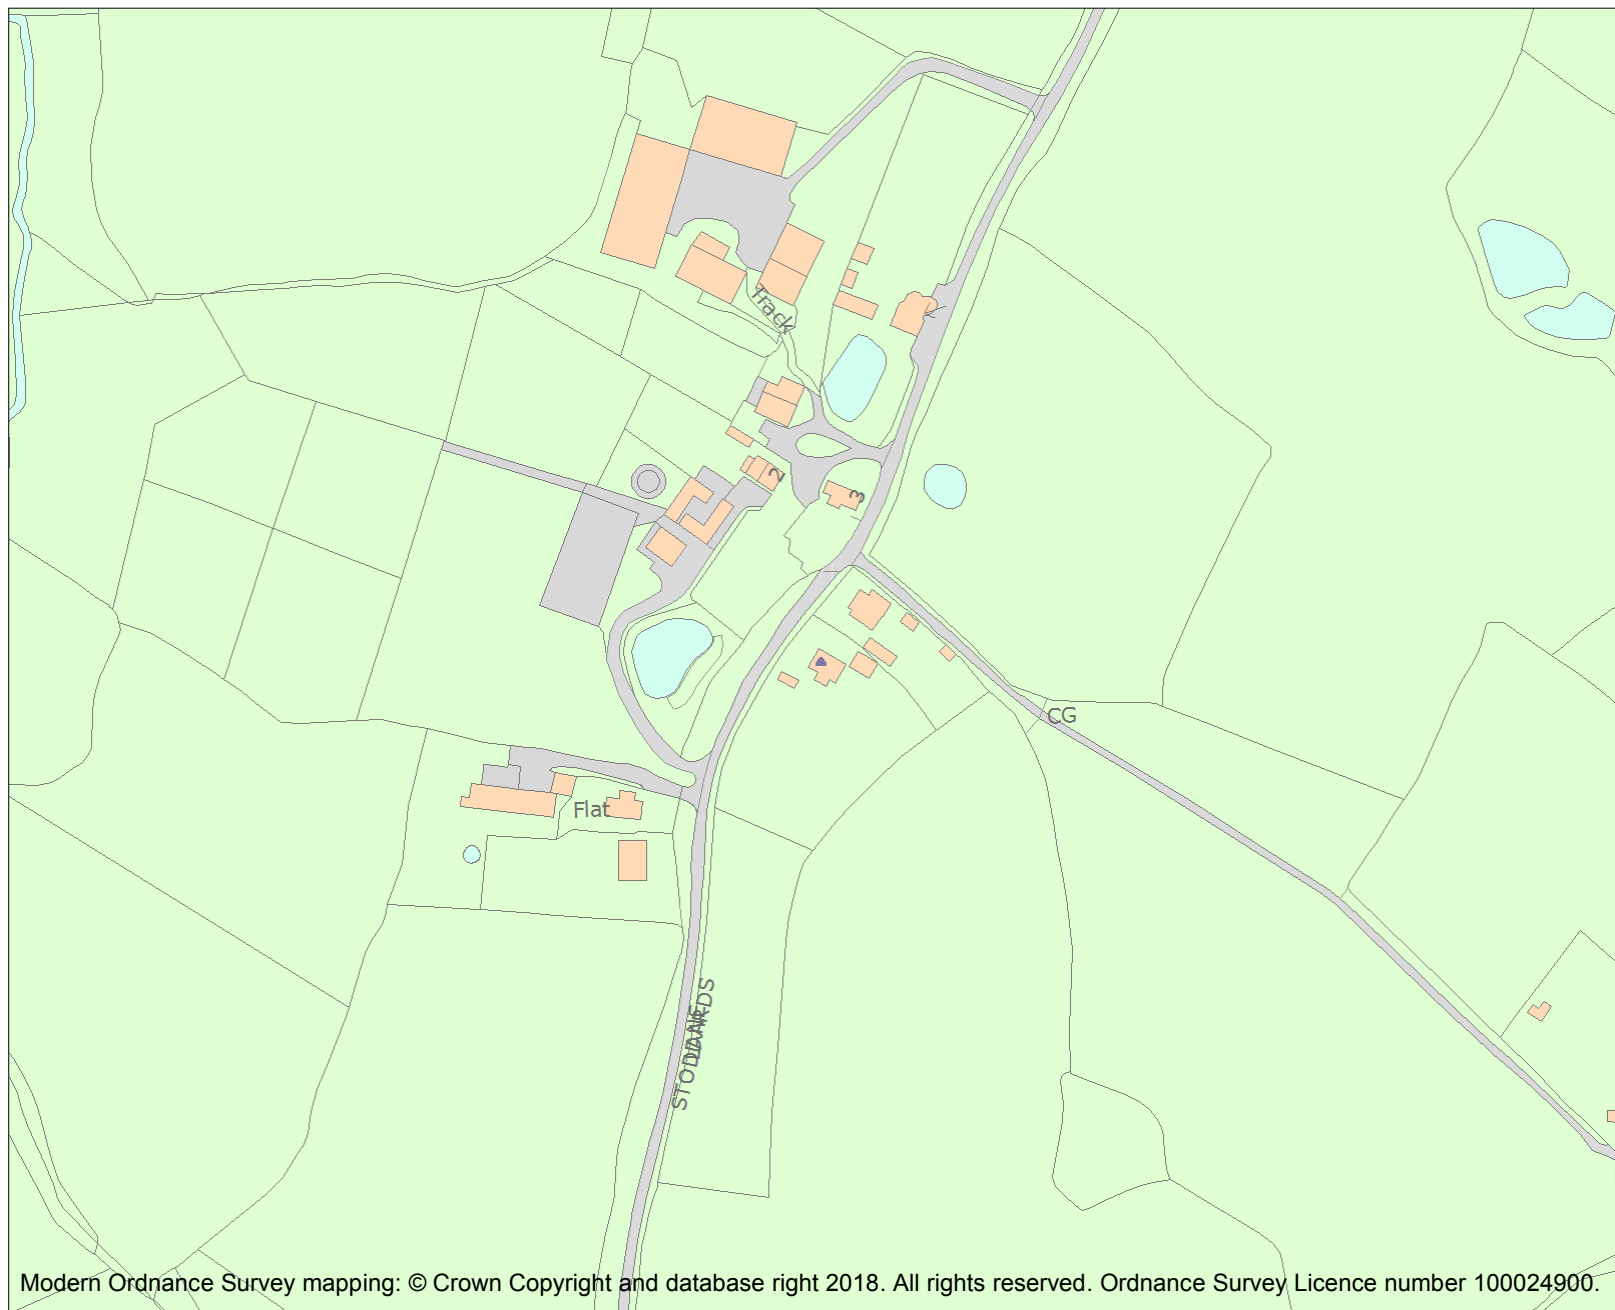 Track
2
3
CG
Flat
STODDARDS
LANE
Modern Ordnance Survey mapping: © Crown Copyright and database right 2018. All rights reserved. Ordnance Survey Licence number 100024900.